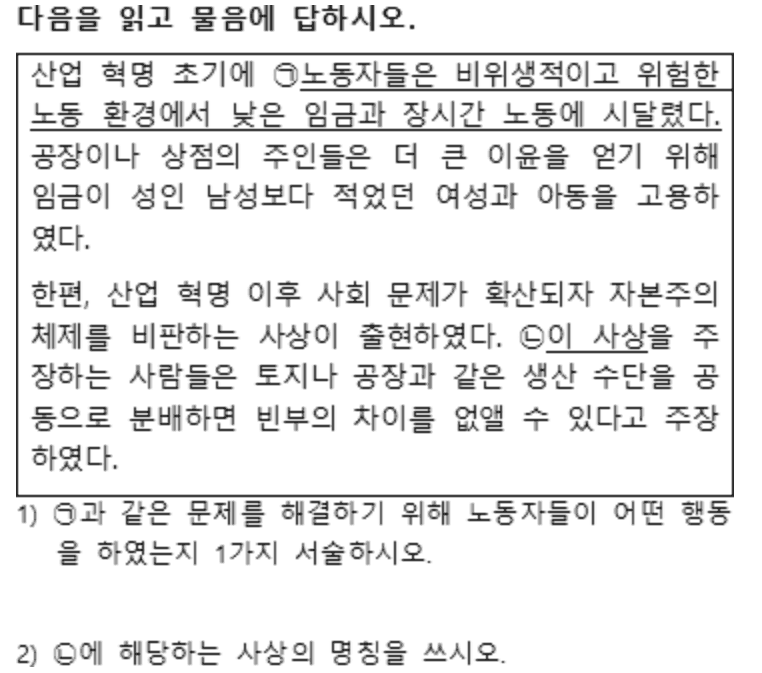 다음을 읽고 물음에 답하시오.
산업 혁명 초기에 ㉠노동자들은 비위생적이고 위험한
노동 환경에서 낮은 임금과 장시간 노동에 시달렸다.
공장이나 상점의 주인들은 더 큰 이윤을 얻기 위해
임금이 성인 남성보다 적었던 여성과 아동을 고용하
였다.
한편, 산업 혁명 이후 사회 문제가 확산되자 자본주의
체제를 비판하는 사상이 출현하였다. ㉡이 사상을 주
장하는 사람들은 토지나 공장과 같은 생산 수단을 공
동으로 분배하면 빈부의 차이를 없앨 수 있다고 주장
하였다.
1) ㉠과 같은 문제를 해결하기 위해 노동자들이 어떤 행동
을 하였는지 1가지 서술하시오.
2) ㉡에 해당하는 사상의 명칭을 쓰시오.